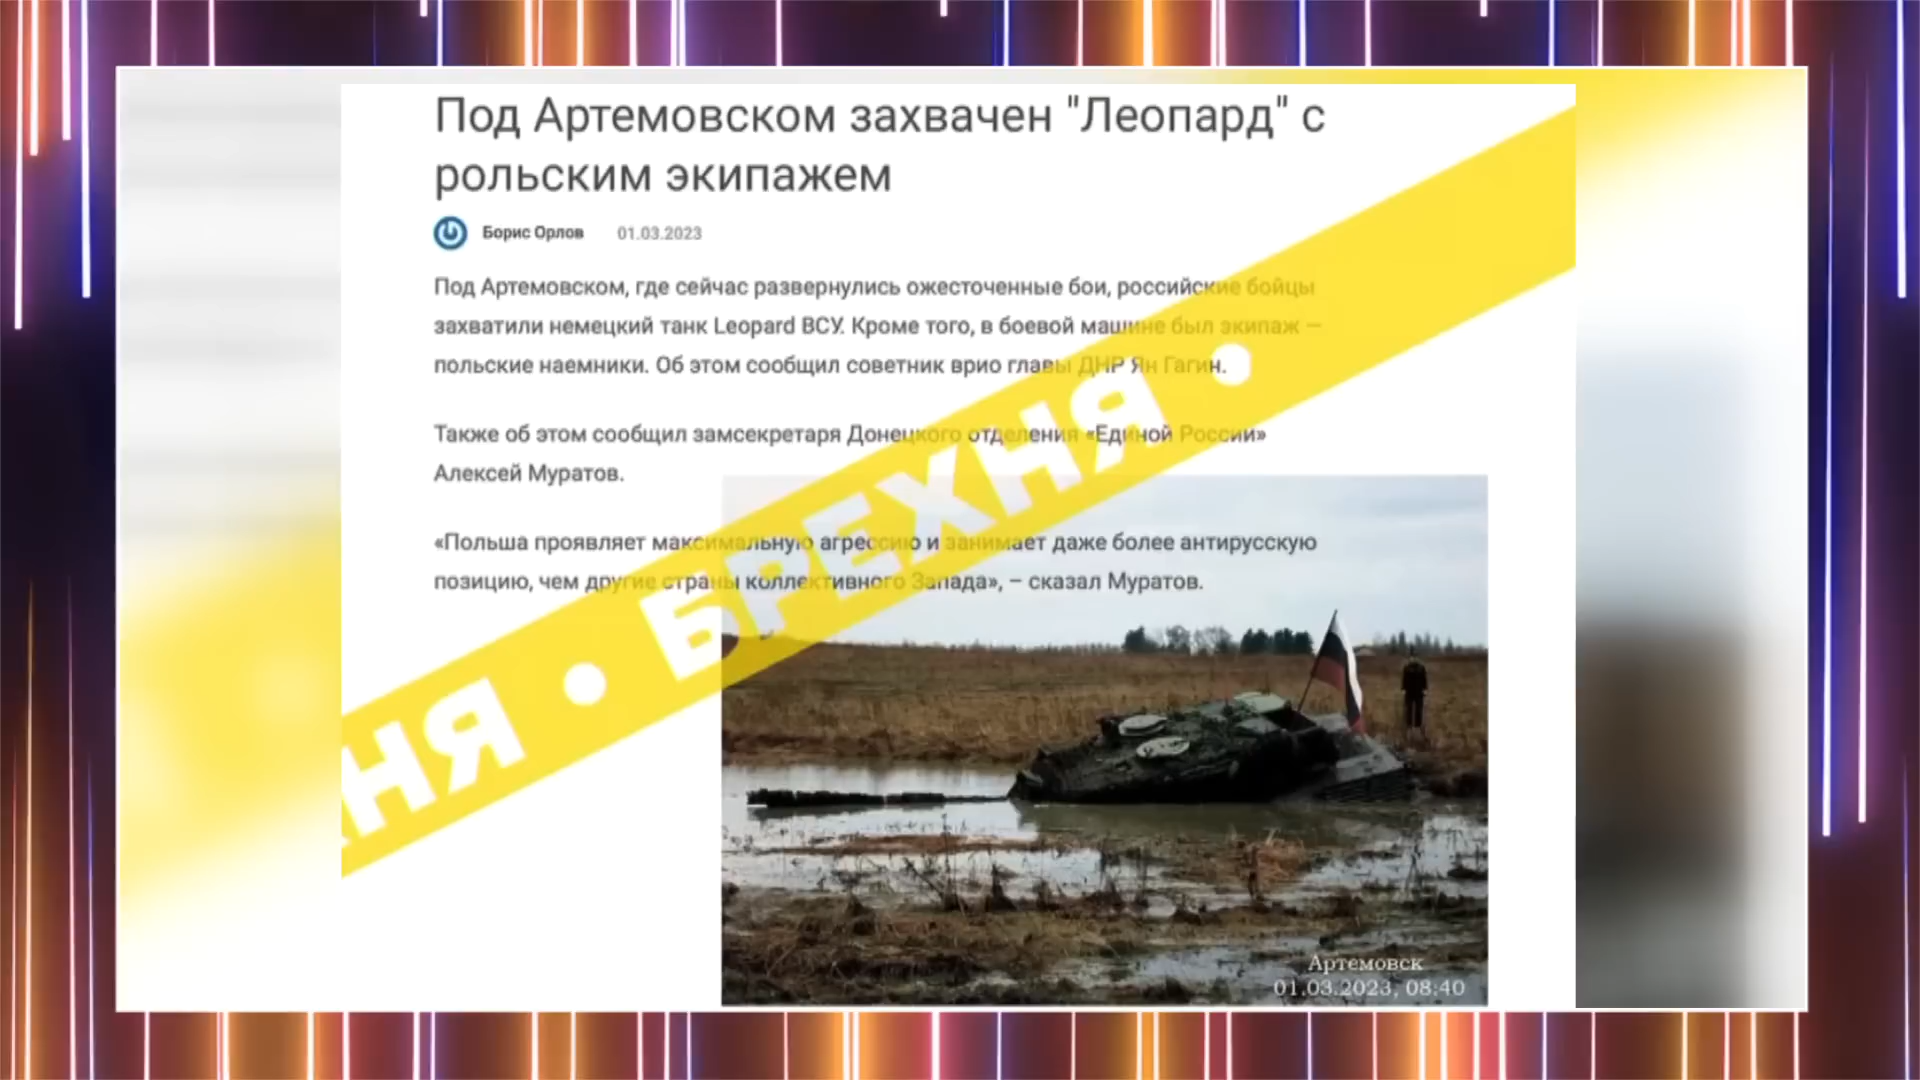 Под Артемовском захвачен "Леопард" с
рольским экипажем
Борис Орлов 01.03.2023
Под Артемовском, где сейчас развернулись ожесточенные бои, российские бойцы
захватили немецкий танк Leopard ВСУ. Кроме того, в боевой машине был экипаж —
польские наемники. Об этом сообщил советник врио главы ДНР Ян Гагин.
Также об этом сообщил замсекретаря Донецкого отделения «Единой России»
Алексей Муратов.
«Польша проявляет максимальную агрессию и занимает даже более антирусскую
позицию, чем другие страны коллективного Запада», – сказал Муратов.
ХНЯ • БРЕХНЯ •
Артемовск
01.03.2023, 08:40